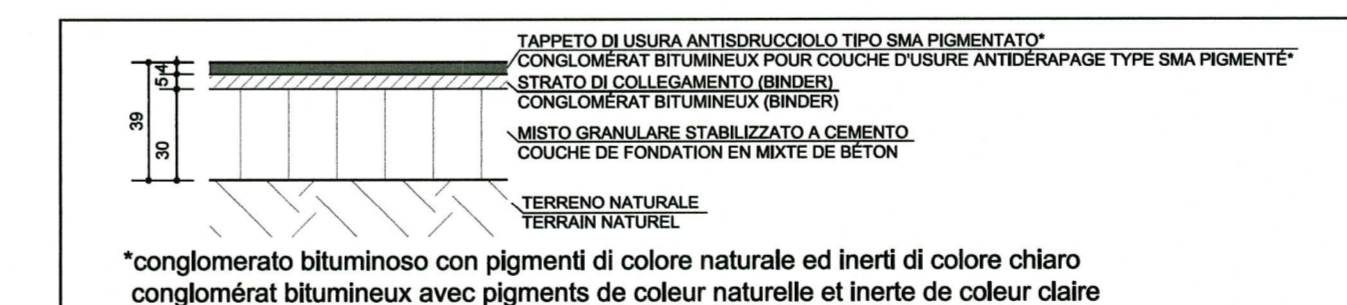 TAPPETO DI USURA ANTISDRUCCIOLO TIPO SMA PIGMENTATO*
CONGLOMÉRAT BITUMINEUX POUR COUCHE D'USURE ANTIDÉRAPAGE TYPE SMA PIGMENTÉ*
STRATO DI COLLEGAMENTO (BINDER)
CONGLOMÉRAT BITUMINEUX (BINDER)
MISTO GRANULARE STABILIZZATO A CEMENTO
COUCHE DE FONDATION EN MIXTE DE BÉTON
TERRENO NATURALE
TERRAIN NATUREL
4
5
39
30
*conglomerato bituminoso con pigmenti di colore naturale ed inerti di colore chiaro
conglomérat bitumineux avec pigments de coleur naturelle et inerte de coleur claire